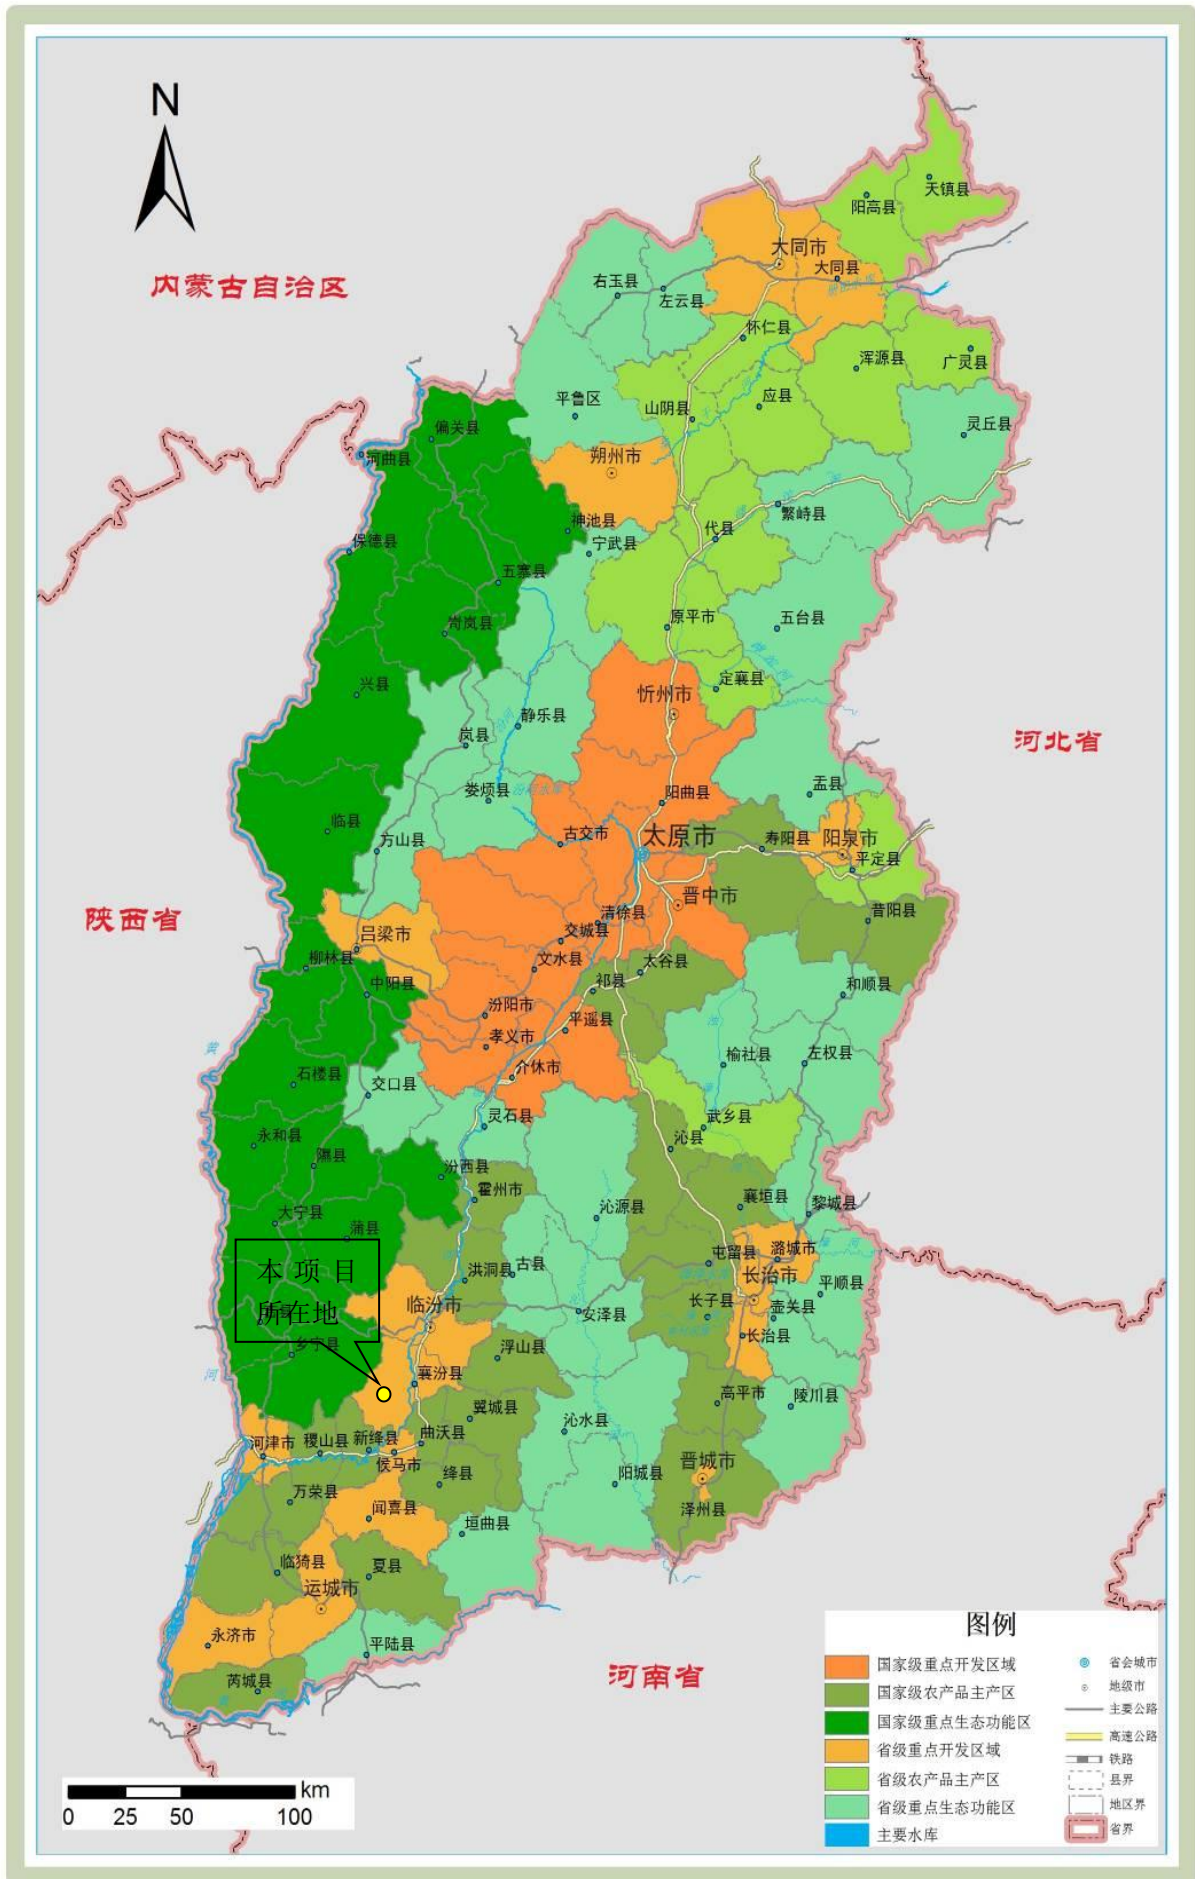 N
内蒙古自治区
天镇县
阳高县
大同市
大同县
右玉县
左云县
怀仁县
浑源县
广灵县
平鲁区
山阴县
应县
灵丘县
偏关县
河曲县
朔州市
神池县
宁武县
代县
繁峙县
保德县
五寨县
岢岚县
原平市
五台县
定襄县
兴县
忻州市
静乐县
岚县
河北省
娄烦县
汾河水库
阳曲县
盂县
临县
方山县
古交市
太原市
寿阳县
阳泉市
平定县
晋中市
陕西省
吕梁市
清徐县
交城县
昔阳县
柳林县
文水县
太谷县
中阳县
祁县
和顺县
汾阳市
平遥县
孝义市
黄
榆社县
左权县
介休市
石楼县
交口县
灵石县
武乡县
永和县
沁县
隰县
汾西县
霍州市
襄垣县
沁源县
黎城县
大宁县
蒲县
屯留县
潞城市
本 项 目
所在地
洪洞县
古县
长治市
平顺县
临汾市
安泽县
长子县
壶关县
长治县
乡宁县
浮山县
河
襄汾县
高平市
陵川县
翼城县
沁水县
河津市
稷山县
新绛县
曲沃县
侯马市
绛县
阳城县
晋城市
万荣县
闻喜县
泽州县
垣曲县
临猗县
夏县
运城市
永济市
平陆县
芮城县
河南省
图例
国家级重点开发区域
国家级农产品主产区
国家级重点生态功能区
省级重点开发区域
省级农产品主产区
省级重点生态功能区
主要水库
省会城市
地级市
主要公路
高速公路
铁路
县界
地区界
省界
km
0 25 50 100